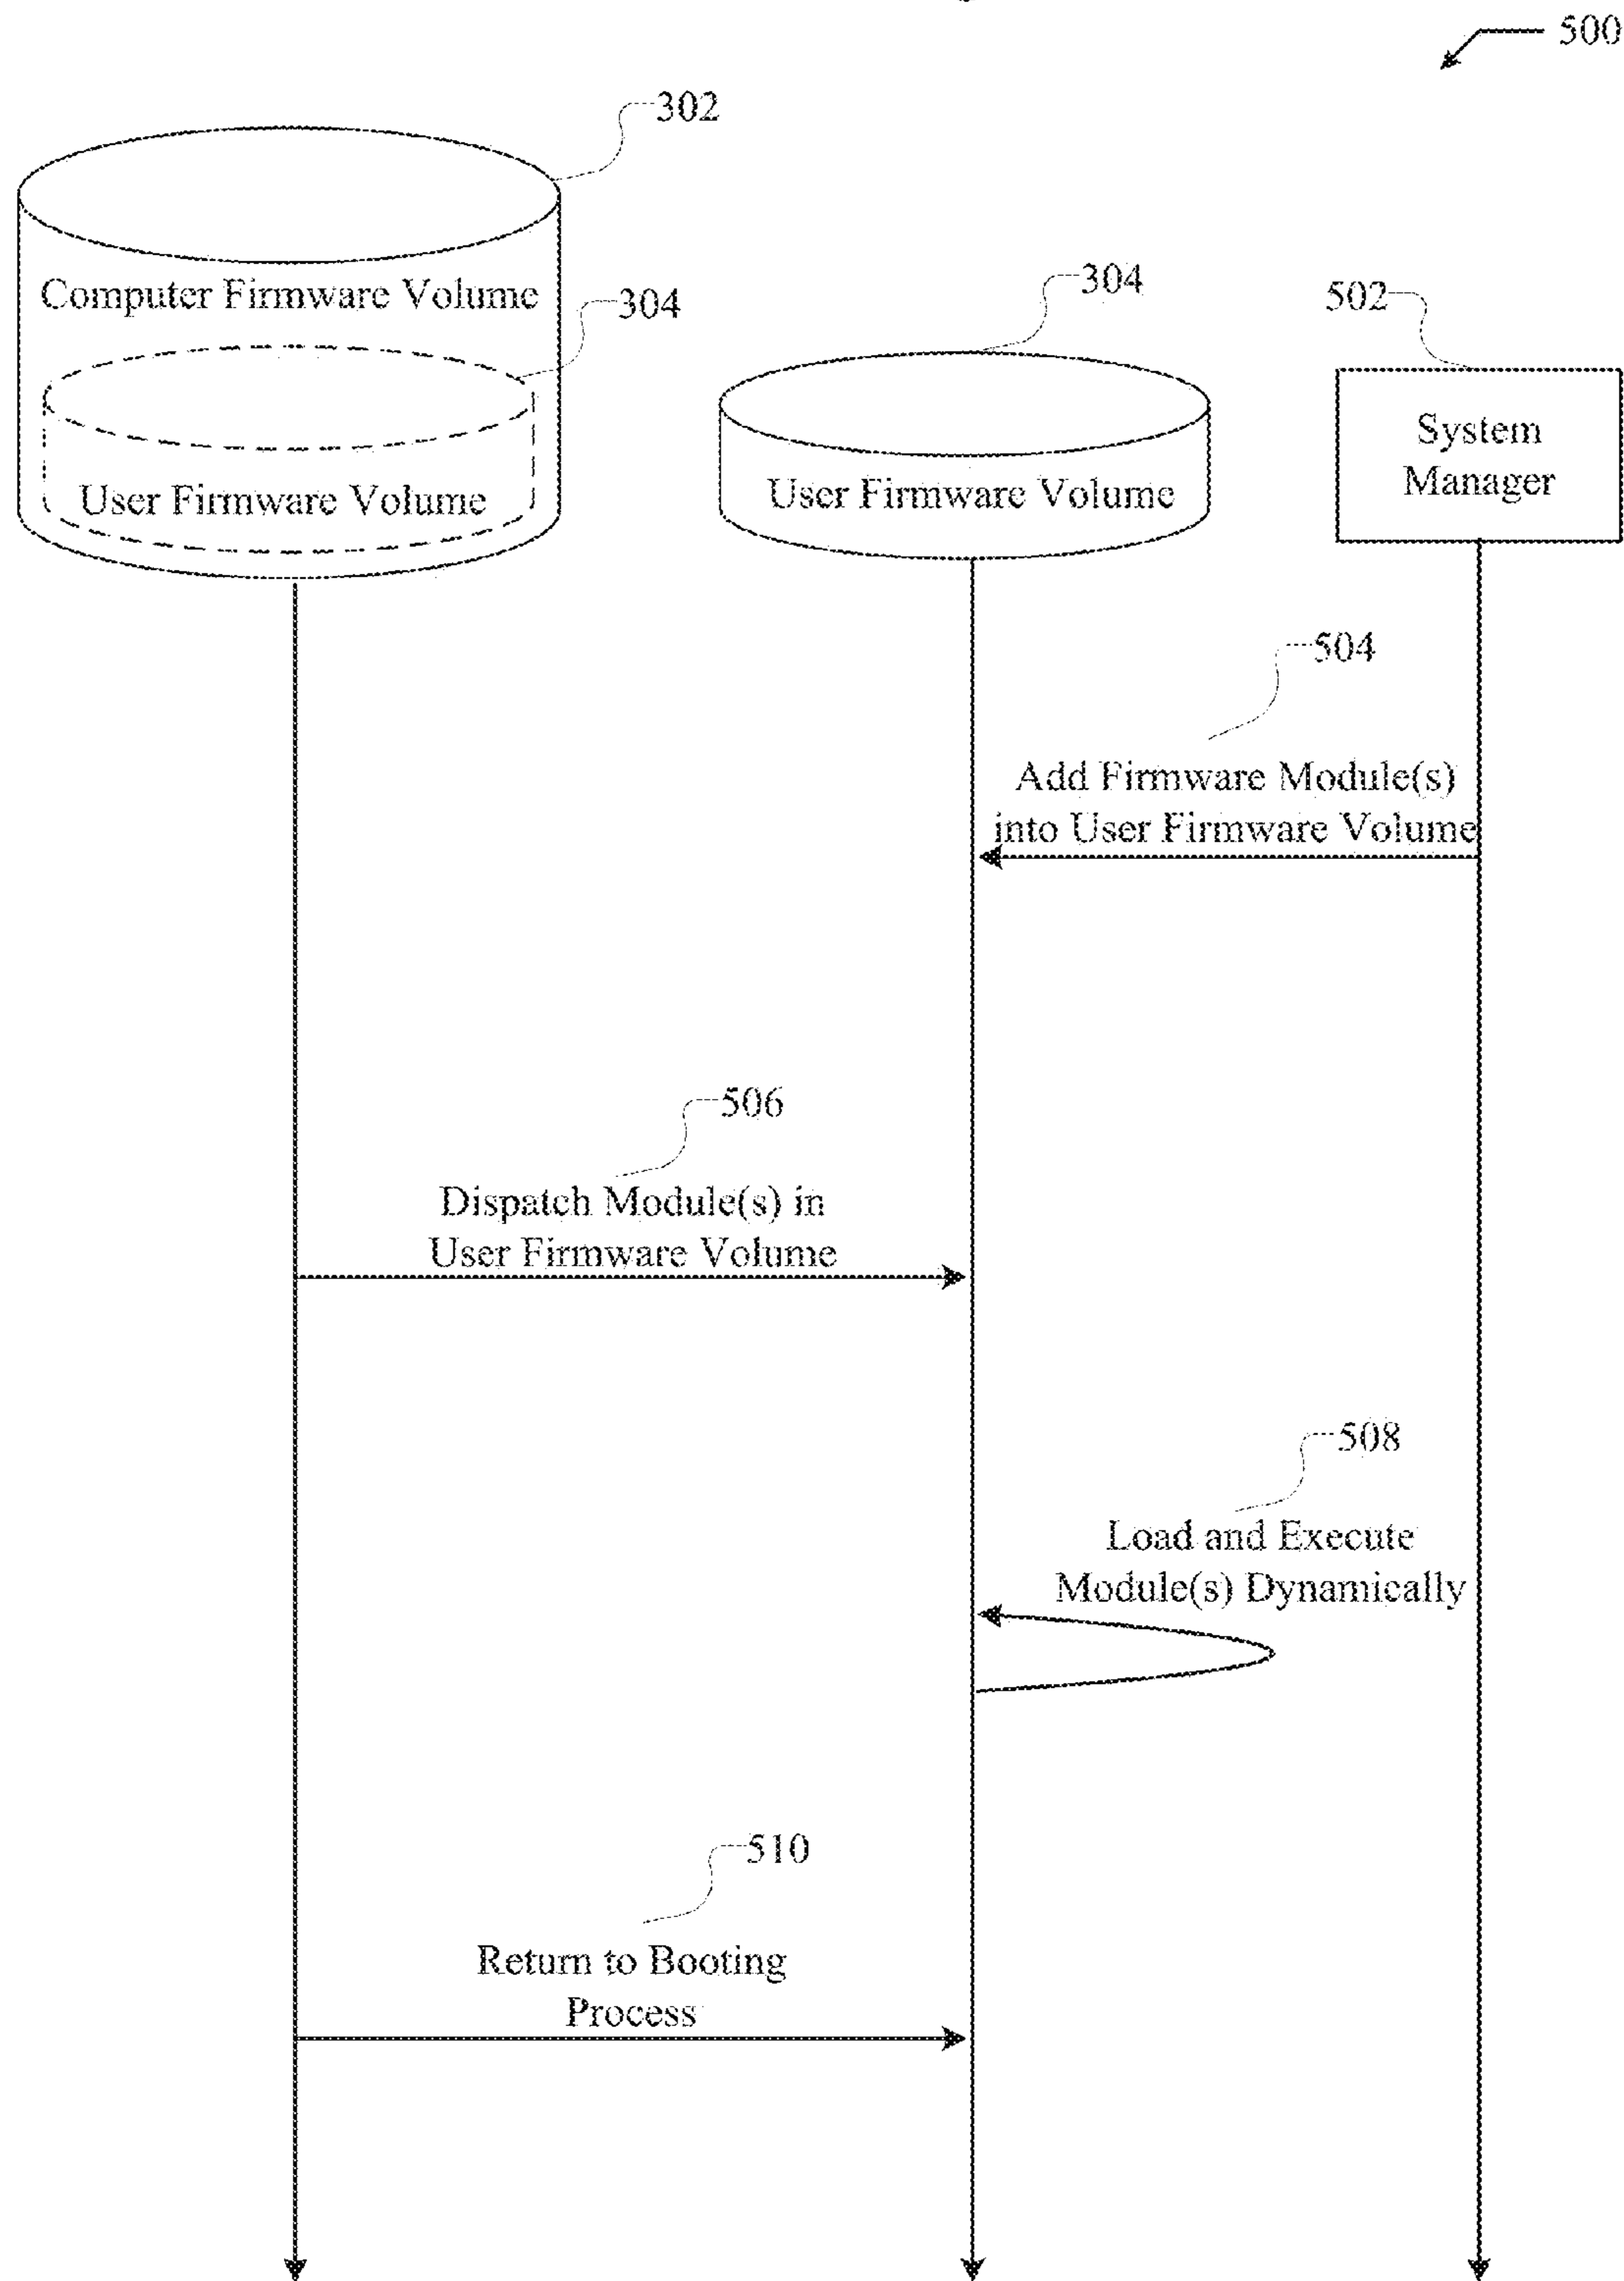 500
302
Computer Firmware Volume
304
User Firmware Volume
304
User Firmware Volume
502
System
Manager
504
Add Firmware Module(s)
into User Firmware Volume
506
Dispatch Module(s) in
User Firmware Volume
508
Load and Execute
Module(s) Dynamically
510
Return to Booting
Process